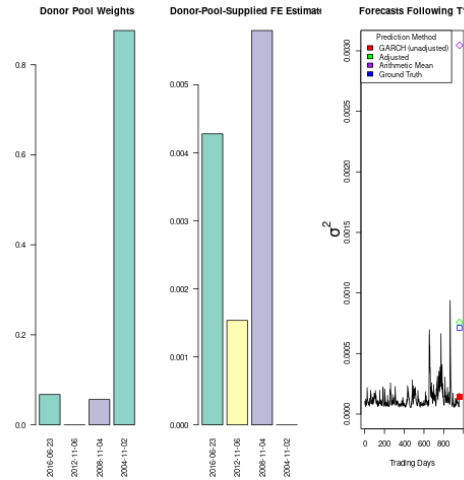 Donor Pool Weights
0.8
0.6
0.4
0.2
0.0
2016-06-23
2012-11-06
2008-11-04
2004-11-02
Donor-Pool-Supplied FE Estimate
0.005
0.004
0.003
0.002
0.001
0.000
2016-06-23
2012-11-06
2008-11-04
2004-11-02
Forecasts Following T
Prediction Method
GARCH (unadjusted)
Adjusted
Arithmetic Mean
Ground Truth
σ2
0.0030
0.0025
0.0020
0.0015
0.0010
0.0005
0.0000
0 200 400 600 800
Trading Days